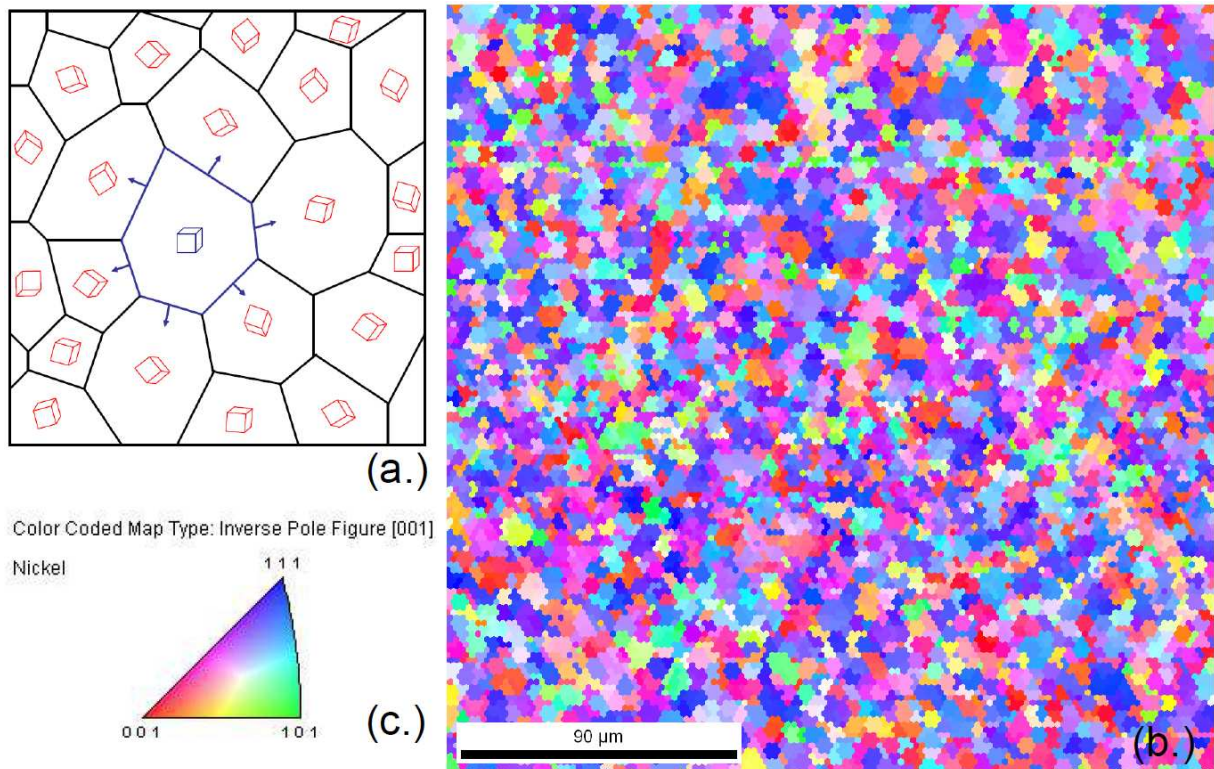 (a.)
Color Coded Map Type: Inverse Pole Figure [001]
Nickel
1 1 1
0 0 1
1 0 1
(c.)
90 µm
(b.)